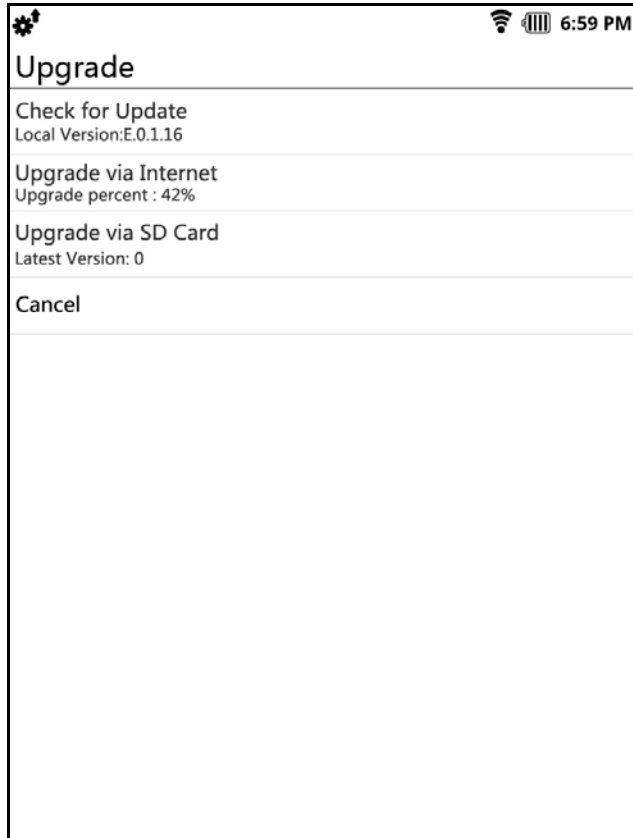 6:59 PM
Upgrade
Check for Update
Local Version:E.0.1.16
Upgrade via Internet
Upgrade percent : 42%
Upgrade via SD Card
Latest Version: 0
Cancel